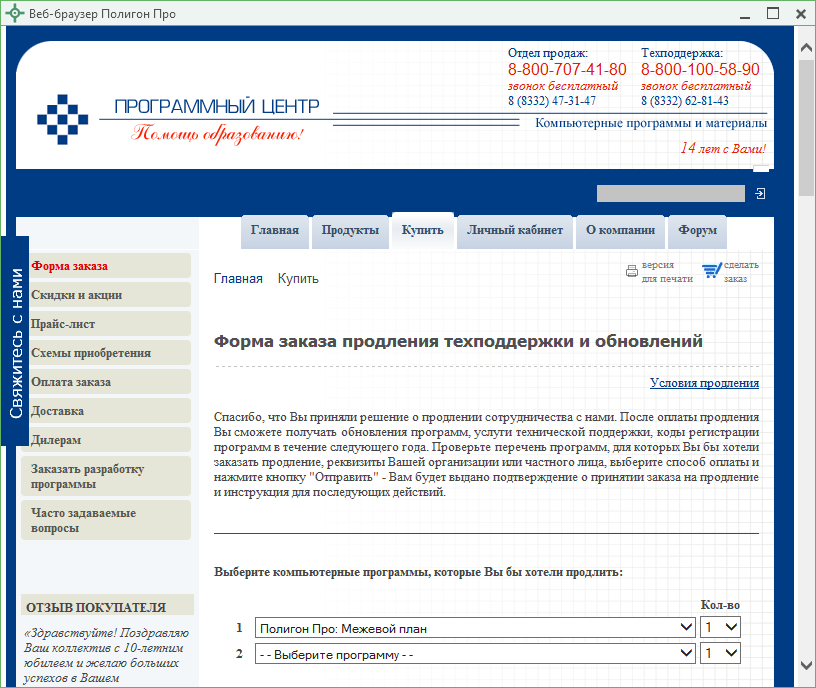 Веб-браузер Полигон Про
Отдел продаж:
8-800-707-41-80
звонок бесплатный
8 (8332) 47-31-47
Техподдержка:
8-800-100-58-90
звонок бесплатный
8 (8332) 62-81-43
ПРОГРАММНЫЙ ЦЕНТР
Помощь образованию!
Компьютерные программы и материалы
14 лет с Вами!
Главная
Продукты
Купить
Личный кабинет
О компании
Форум
Свяжитесь с нами
Форма заказа
Скидки и акции
Прайс-лист
Схемы приобретения
Оплата заказа
Доставка
Дилерам
Заказать разработку
программы
Часто задаваемые
вопросы
ОТЗЫВ ПОКУПАТЕЛЯ
«Здравствуйте! Поздравляю
Ваш коллектив с 10-летним
юбилеем и желаю больших
успехов в Вашем
Главная Купить
версия
для печати
сделать
заказ
Форма заказа продления техподдержки и обновлений
Условия продления
Спасибо, что Вы приняли решение о продлении сотрудничества с нами. После оплаты продления
Вы сможете получать обновления программ, услуги технической поддержки, коды регистрации
программ в течение следующего года. Проверьте перечень программ, для которых Вы бы хотели
заказать продление, реквизиты Вашей организации или частного лица, выберите способ оплаты и
нажмите кнопку "Отправить" - Вам будет выдано подтверждение о принятии заказа на продление
и инструкция для последующих действий.
Выберите компьютерные программы, которые Вы бы хотели продлить:
Кол-во
1 Полигон Про: Межевой план 1
2 - - Выберите программу - - 1